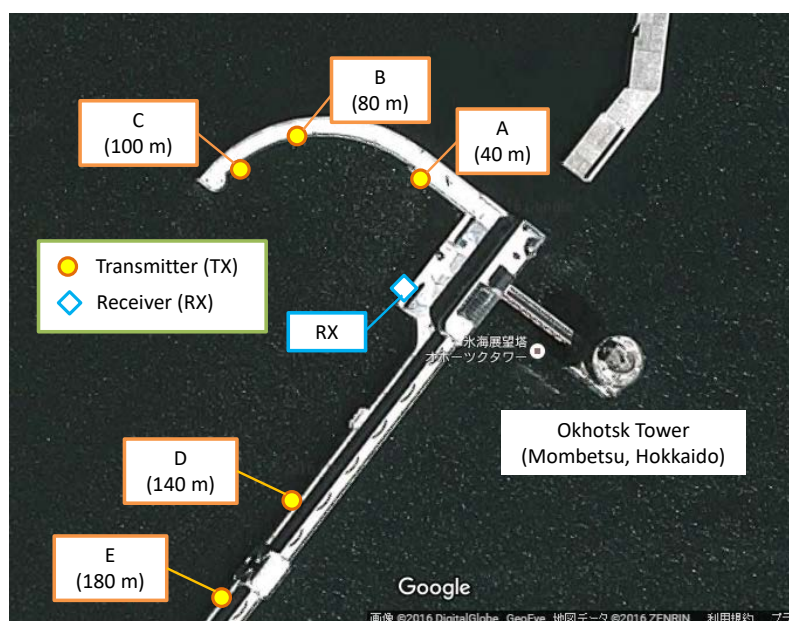 B
(80 m)
C
(100 m)
A
(40 m)
Google
Transmitter (TX)
Receiver (RX)
RX
氷海展望塔
オホーツクタワー
Okhotsk Tower
(Mombetsu, Hokkaido)
D
(140 m)
E
(180 m)
Google
画像 ©2016 DigitalGlobe, GeoEye, 地図データ ©2016 ZENRIN 利用規約